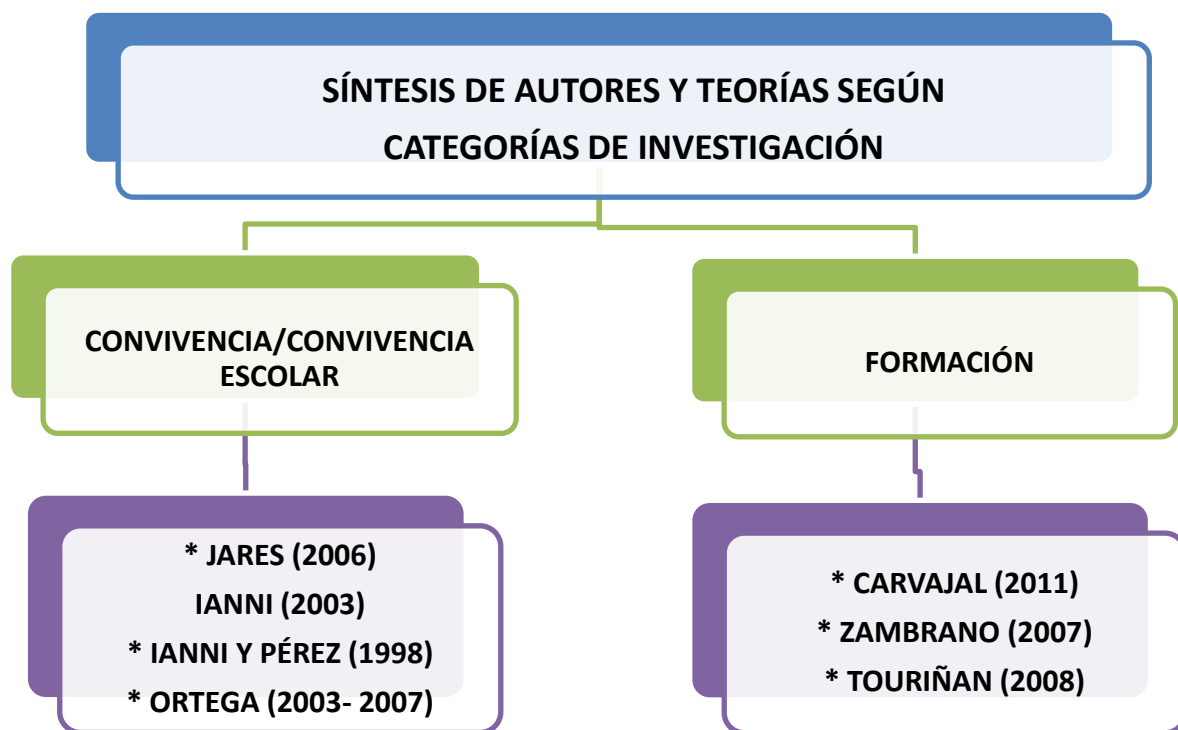 SÍNTESIS DE AUTORES Y TEORÍAS SEGÚN
CATEGORÍAS DE INVESTIGACIÓN
CONVIVENCIA/CONVIVENCIA
ESCOLAR
FORMACIÓN
* JARES (2006)
IANNI (2003)
* IANNI Y PÉREZ (1998)
* ORTEGA (2003- 2007)
* CARVAJAL (2011)
* ZAMBRANO (2007)
* TOURIÑAN (2008)